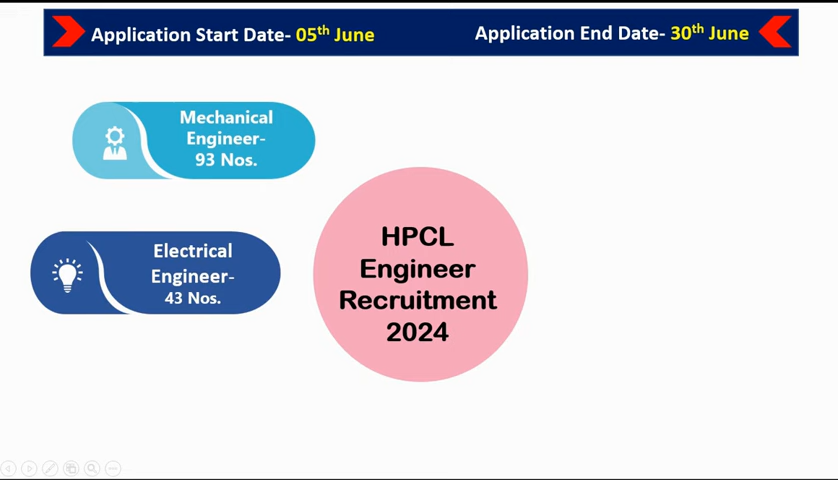 Application Start Date- 05th June
Application End Date- 30th June
Mechanical
Engineer-
93 Nos.
Electrical
Engineer-
43 Nos.
HPCL
Engineer
Recruitment
2024